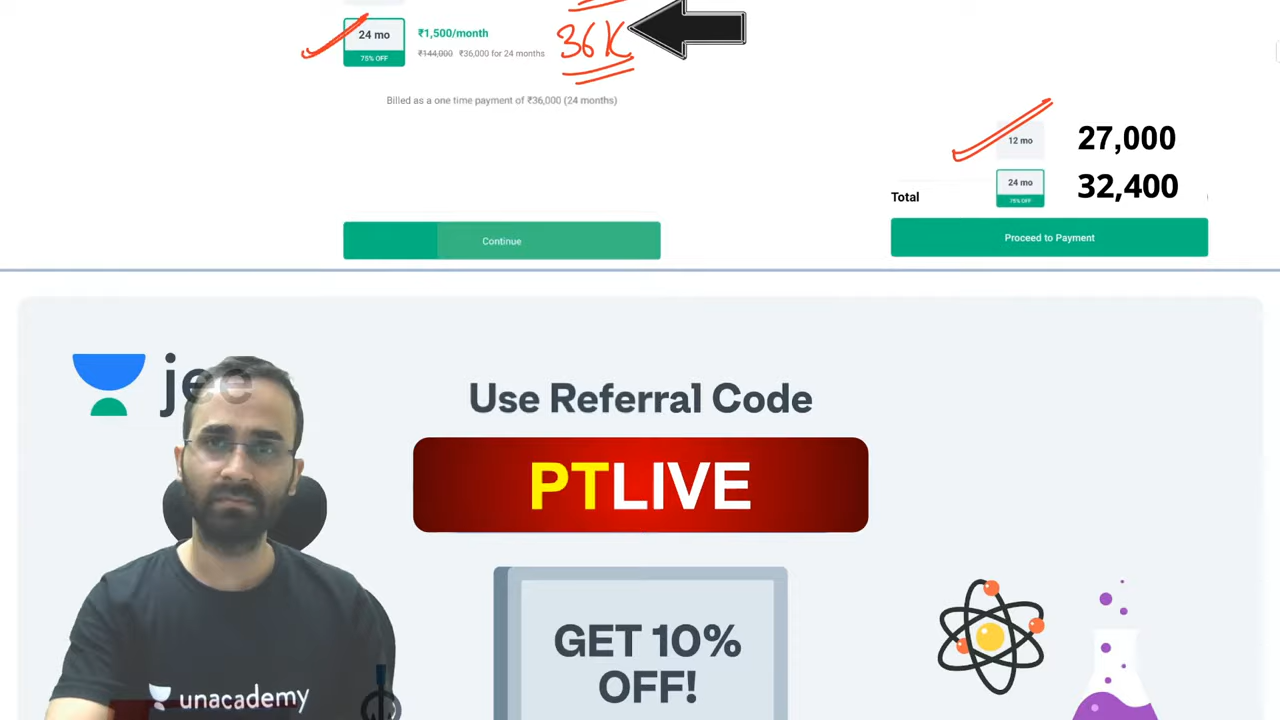 24 mo
75% OFF
₹1,500/month
₹144,000 ₹36,000 for 24 months
36K
Billed as a one time payment of ₹36,000 (24 months)
Continue
12 mo 27,000
24 mo 32,400
75% OFF
Total
Proceed to Payment
jee
Use Referral Code
PTLIVE
GET 10%
OFF!
unacademy